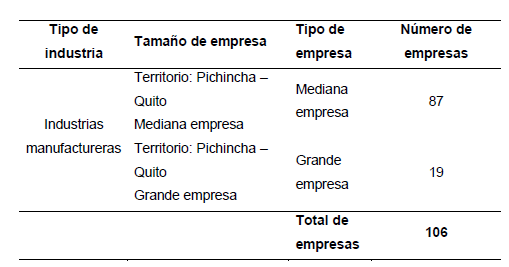 Tipo de industria
Tamaño de empresa
Tipo de empresa
Número de empresas
Industrias manufactureras
Territorio: Pichincha –
Quito
Mediana empresa
Mediana empresa
87
Territorio: Pichincha –
Quito
Grande empresa
Grande empresa
19
Total de empresas
106